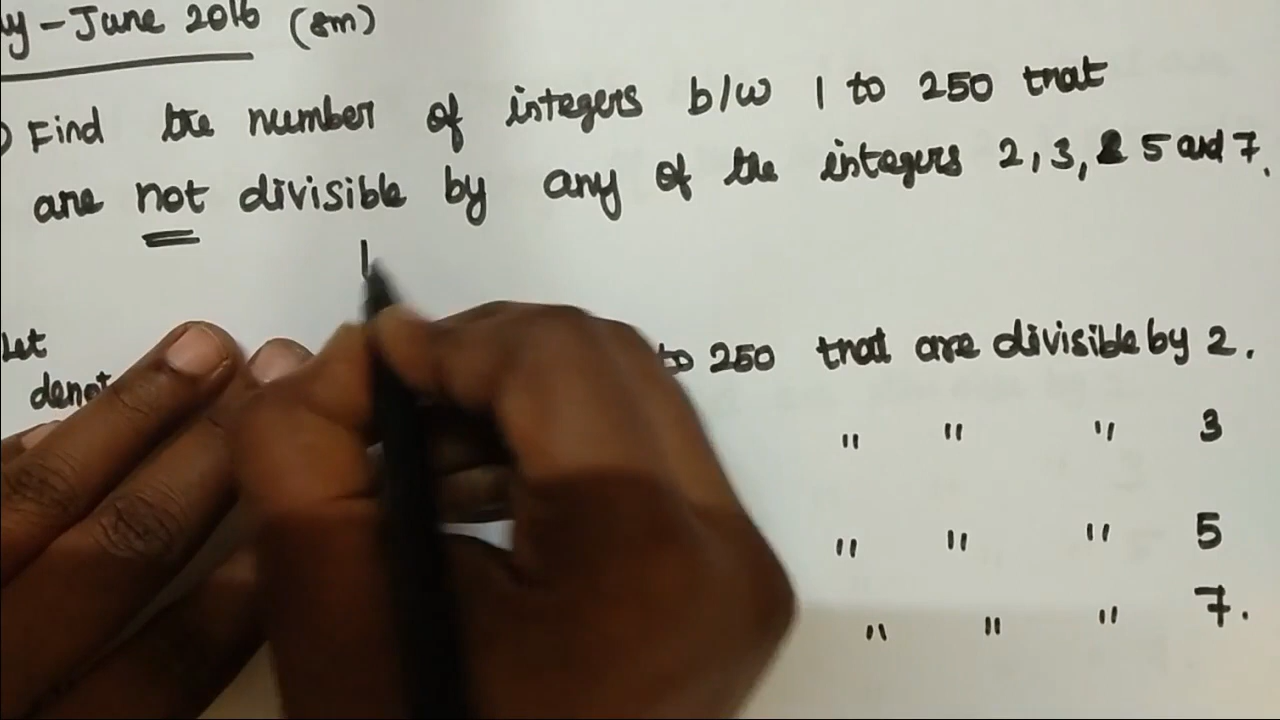 y - June 2016 (8m)
) Find the number of integers b/w 1 to 250 that
are not divisible by any of the integers 2, 3, 5 and 7.
Let to 250 that are divisible by 2.
denot
" " " 3
" " " 5
" " " 7.